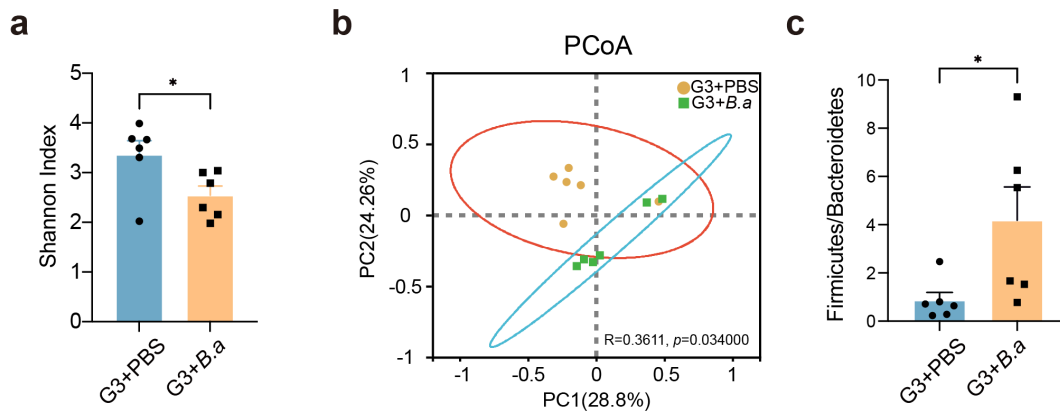 a
*
5
4
3
2
1
0
Shannon Index
G3+PBS
G3+B.a
b
PCoA
G3+PBS
G3+B.a
1
0.5
0
-0.5
-1
PC2(24.26%)
R=0.3611, p=0.034000
-1
-0.5
0
0.5
1
PC1(28.8%)
c
*
10
8
6
4
2
0
Firmicutes/Bacteroidetes
G3+PBS
G3+B.a